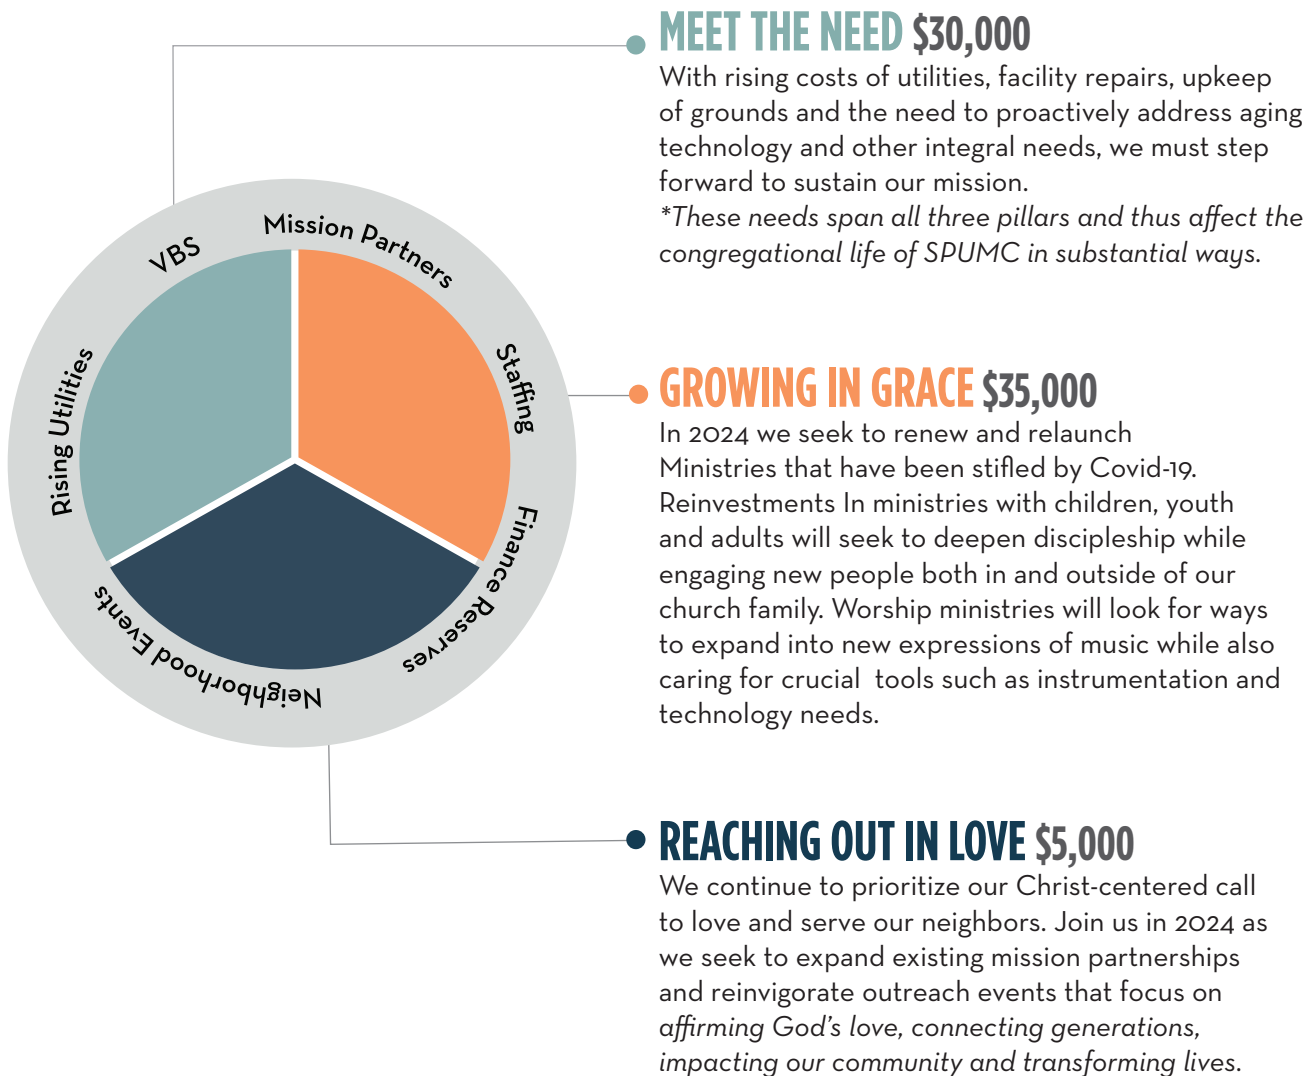 MEET THE NEED $30,000
With rising costs of utilities, facility repairs, upkeep
of grounds and the need to proactively address aging
technology and other integral needs, we must step
forward to sustain our mission.
*These needs span all three pillars and thus affect the
congregational life of SPUMC in substantial ways.
VBS
Mission Partners
Staffing
Finance Reserves
Neighborhood Events
Rising Utilities
GROWING IN GRACE $35,000
In 2024 we seek to renew and relaunch
Ministries that have been stifled by Covid-19.
Reinvestments In ministries with children, youth
and adults will seek to deepen discipleship while
engaging new people both in and outside of our
church family. Worship ministries will look for ways
to expand into new expressions of music while also
caring for crucial  tools such as instrumentation and
technology needs.
REACHING OUT IN LOVE $5,000
We continue to prioritize our Christ-centered call
to love and serve our neighbors. Join us in 2024 as
we seek to expand existing mission partnerships
and reinvigorate outreach events that focus on
affirming God's love, connecting generations,
impacting our community and transforming lives.